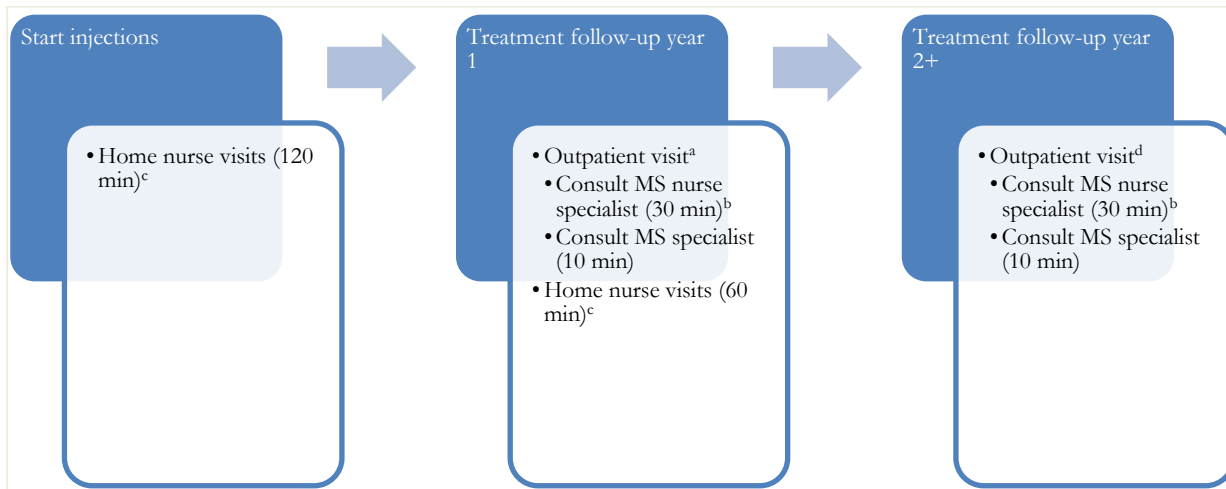 Start injections
• Home nurse visits (120
min)ᶜ
Treatment follow-up year
1
• Outpatient visitᵃ
• Consult MS nurse
specialist (30 min)ᵇ
• Consult MS specialist
(10 min)
• Home nurse visits (60
min)ᶜ
Treatment follow-up year
2+
• Outpatient visitᵈ
• Consult MS nurse
specialist (30 min)ᵇ
• Consult MS specialist
(10 min)